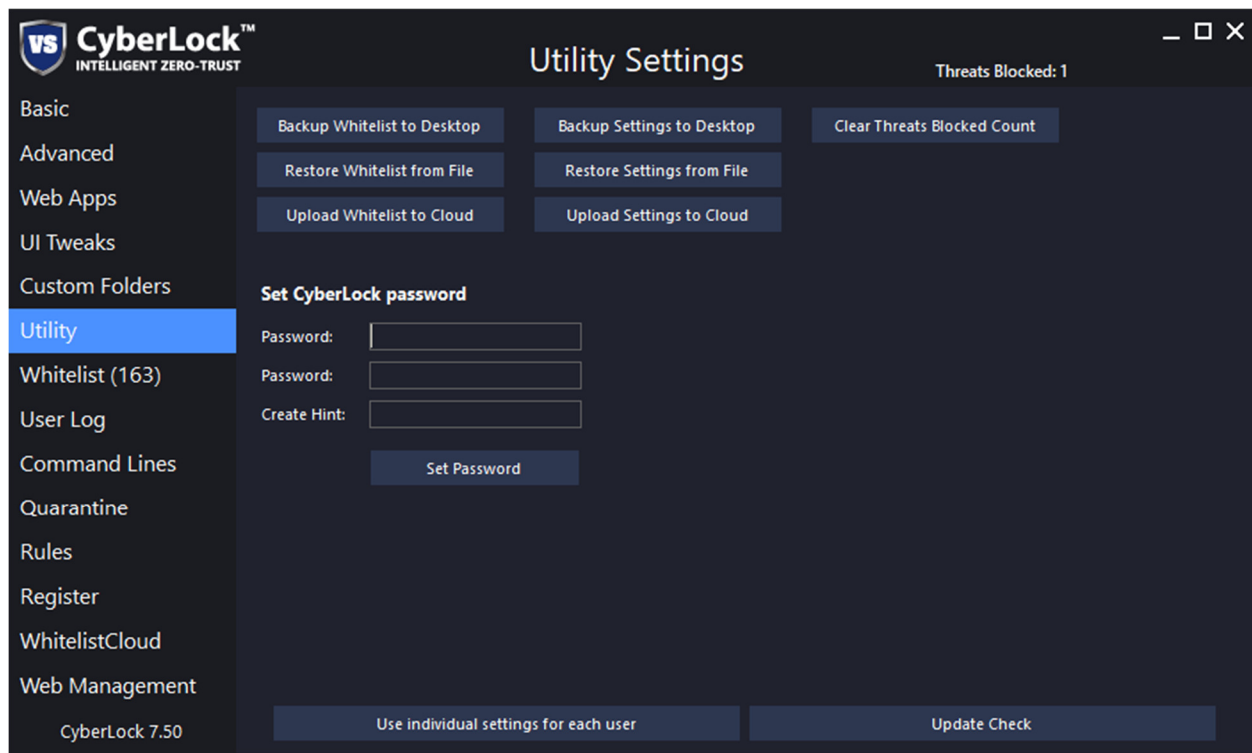 VS CyberLock™
INTELLIGENT ZERO-TRUST
Utility Settings
Threats Blocked: 1
Basic
Advanced
Web Apps
UI Tweaks
Custom Folders
Utility
Whitelist (163)
User Log
Command Lines
Quarantine
Rules
Register
WhitelistCloud
Web Management
CyberLock 7.50
Backup Whitelist to Desktop
Backup Settings to Desktop
Clear Threats Blocked Count
Restore Whitelist from File
Restore Settings from File
Upload Whitelist to Cloud
Upload Settings to Cloud
Set CyberLock password
Password:
Password:
Create Hint:
Set Password
Use individual settings for each user
Update Check